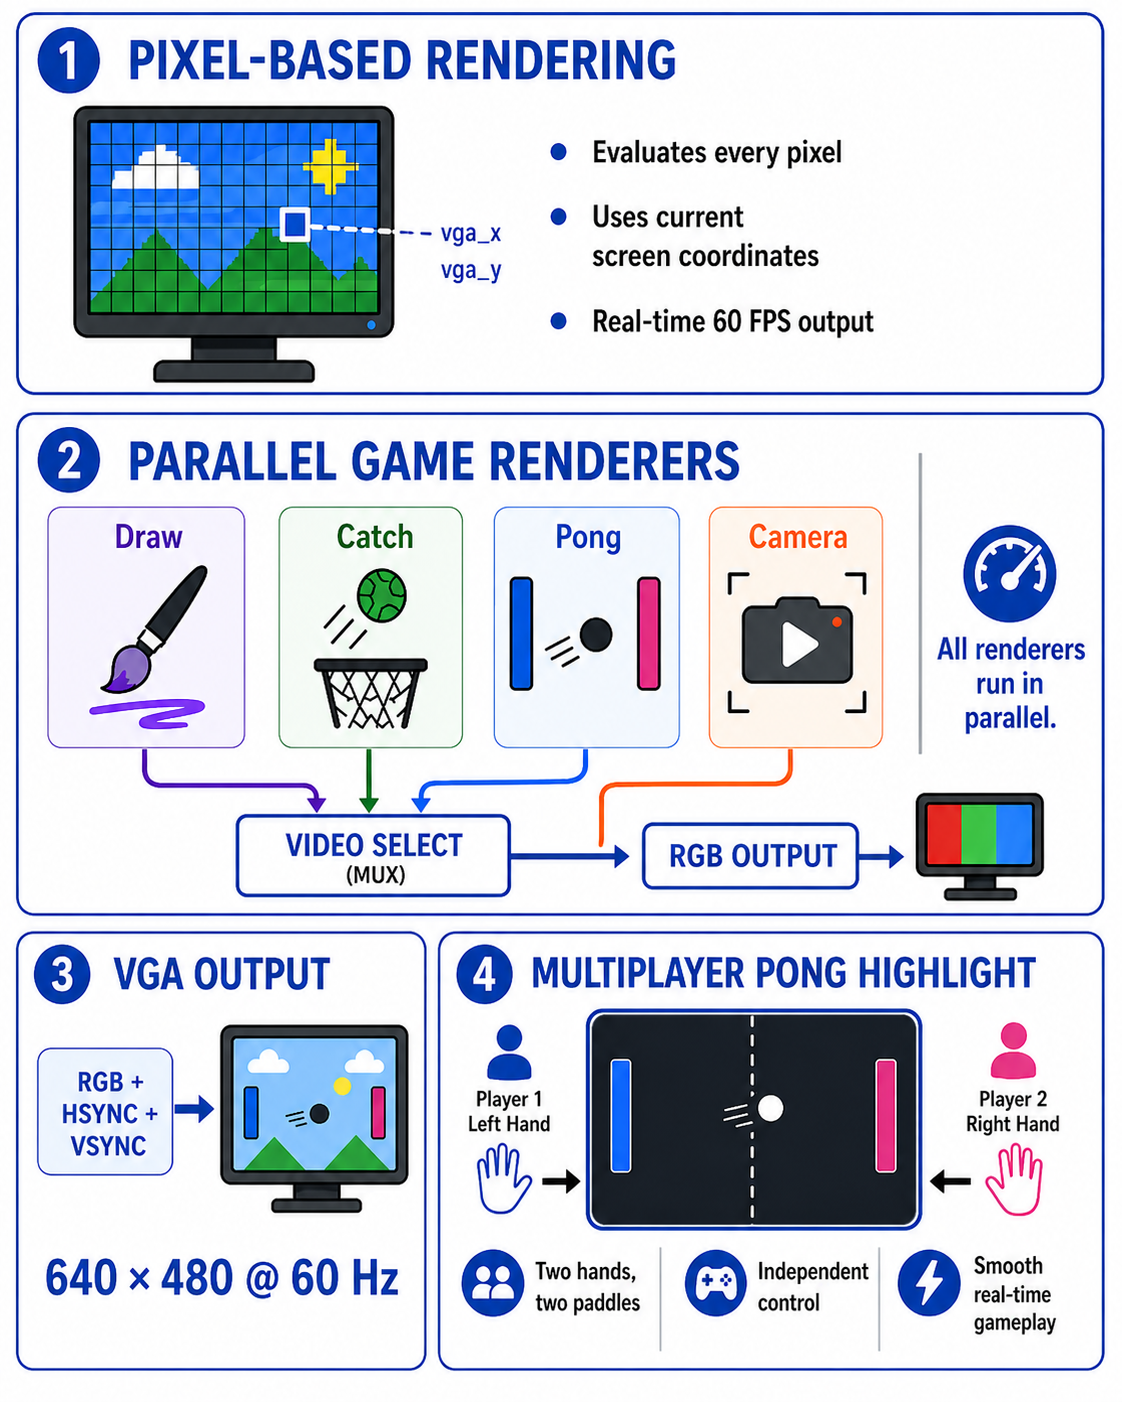 1 PIXEL-BASED RENDERING
vga_x
vga_y
Evaluates every pixel
Uses current
screen coordinates
Real-time 60 FPS output
2 PARALLEL GAME RENDERERS
Draw
Catch
Pong
Camera
All renderers
run in
parallel.
VIDEO SELECT
(MUX)
RGB OUTPUT
3 VGA OUTPUT
RGB +
HSYNC +
VSYNC
640 × 480 @ 60 Hz
4 MULTIPLAYER PONG HIGHLIGHT
Player 1
Left Hand
Player 2
Right Hand
Two hands,
two paddles
Independent
control
Smooth
real-time
gameplay